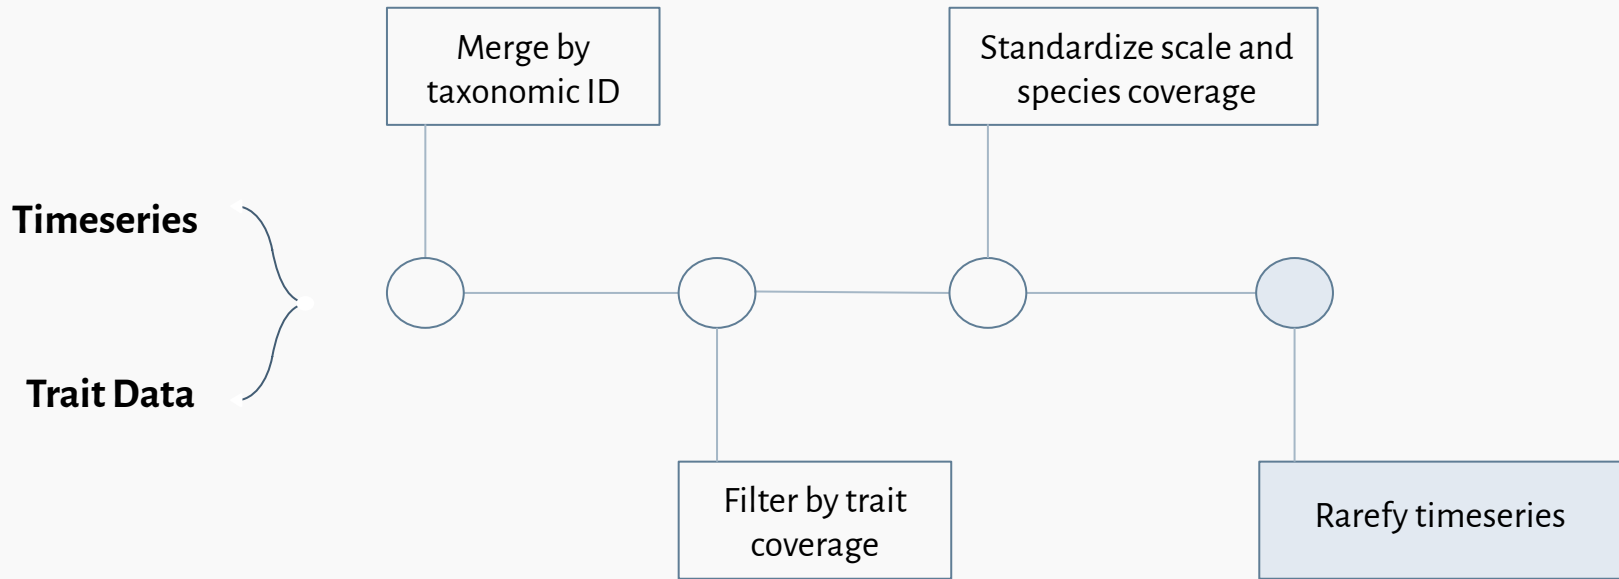 Merge by
taxonomic ID
Standardize scale and
species coverage
Timeseries
Trait Data
Filter by trait
coverage
Rarefy timeseries